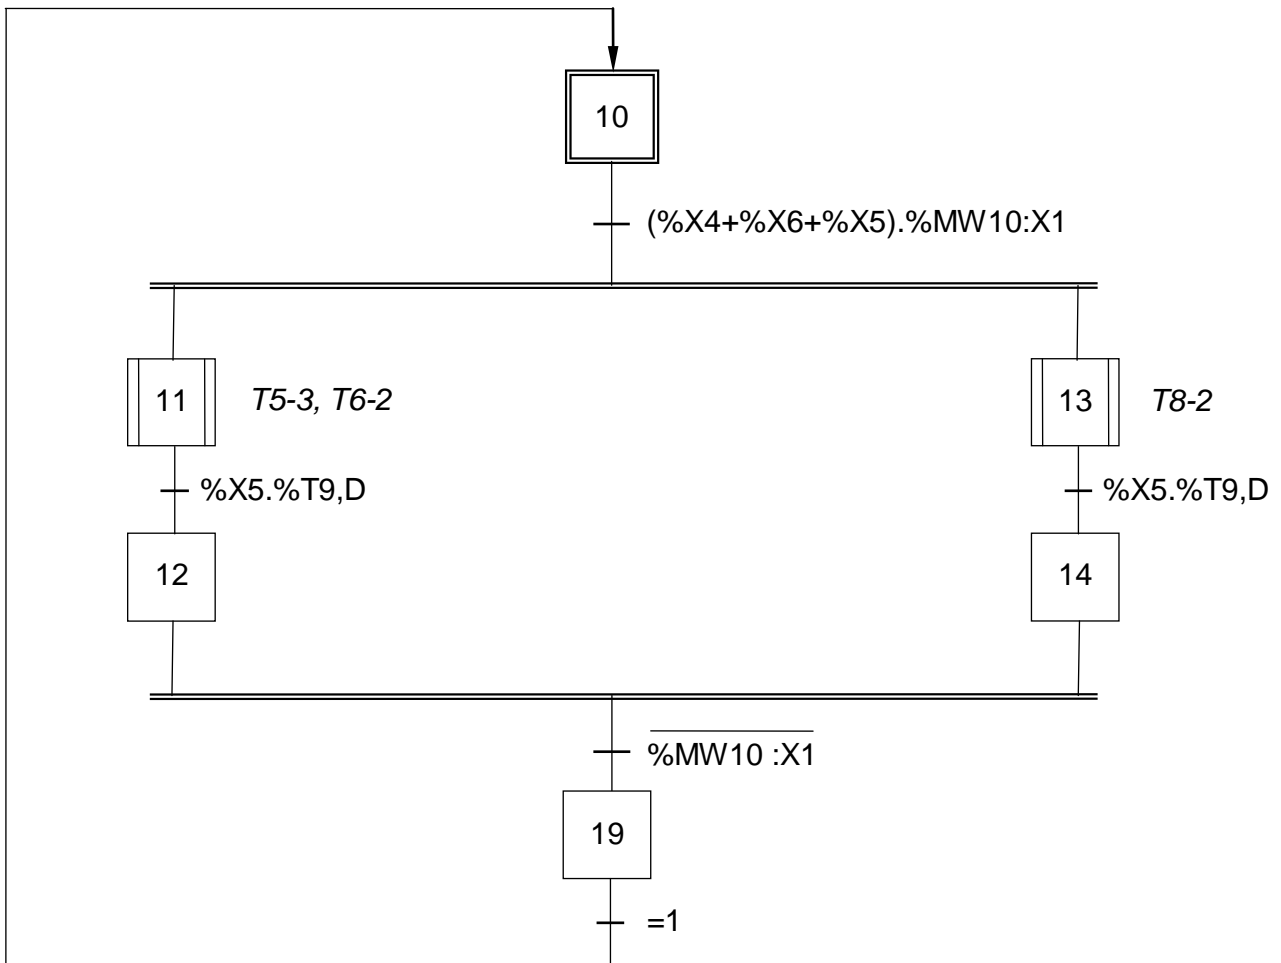 10
(%X4+%X6+%X5).%MW10:X1
11
T5-3, T6-2
13
T8-2
%X5.%T9,D
%X5.%T9,D
12
14
%MW10 :X1
19
=1